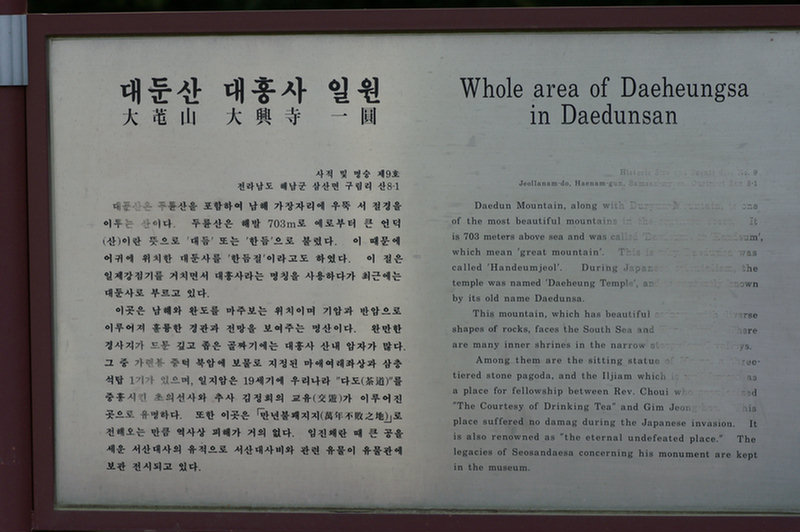 대둔산 대흥사 일원
大芚山 大興寺 一圓
사적 및 명승 제9호
전라남도 해남군 삼산면 구림리 산8-1
대둔산은 두륜산을 포함하여 남해 가장자리에 우뚝 서 절경을
이루는 산이다. 두륜산은 해발 703m로 예로부터 큰 언덕
(산)이란 뜻으로 '대듬' 또는 '한듬'으로 불렸다. 이 때문에
어귀에 위치한 대둔사를 '한듬절'이라고도 하였다. 이 절은
일제강점기를 거치면서 대흥사라는 명칭을 사용하다가 최근에는
대둔사로 부르고 있다.
이곳은 남해와 완도를 마주보는 위치이며 기암과 반암으로
이루어져 훌륭한 경관과 전망을 보여주는 명산이다. 완만한
경사지가 드문 깊고 좁은 골짜기에는 대흥사 산내 암자가 많다.
그 중 가련봉 중턱 북암에 보물로 지정된 마애여래좌상과 삼층
석탑 1기가 있으며, 일지암은 19세기에 우리나라 "다도(茶道)"를
중흥시킨 초의선사와 추사 김정희의 교유(交遊)가 이루어진
곳으로 유명하다. 또한 이곳은 「만년불패지지(萬年不敗之地)」로
전해오는 만큼 역사상 피해가 거의 없다. 임진왜란 때 큰 공을
세운 서산대사의 유적으로 서산대사비와 관련 유물이 유물관에
보관 전시되고 있다.
Whole area of Daeheungsa
in Daedunsan
Historic Site and No. 9
Jeollanam-do, Haenam-gun, 8-1
Daedun Mountain, along with Mountain, is one
of the most beautiful mountains It
is 703 meters above sea and was called
which mean 'great mountain'. This was
called 'Handeumjeol'. During Japanese the
temple was named 'Daeheung Temple', and known
by its old name Daedunsa.
This mountain, which has beautiful diverse
shapes of rocks, faces the South Sea and There
are many inner shrines in the narrow
Among them are the sitting statue three-
tiered stone pagoda, and the Iljiam which is as
a place for fellowship between Rev. Choui who
"The Courtesy of Drinking Tea" and Gim his
place suffered no damag during the Japanese invasion. It
is also renowned as "the eternal undefeated place." The
legacies of Seosandaesa concerning his monument are kept
in the museum.